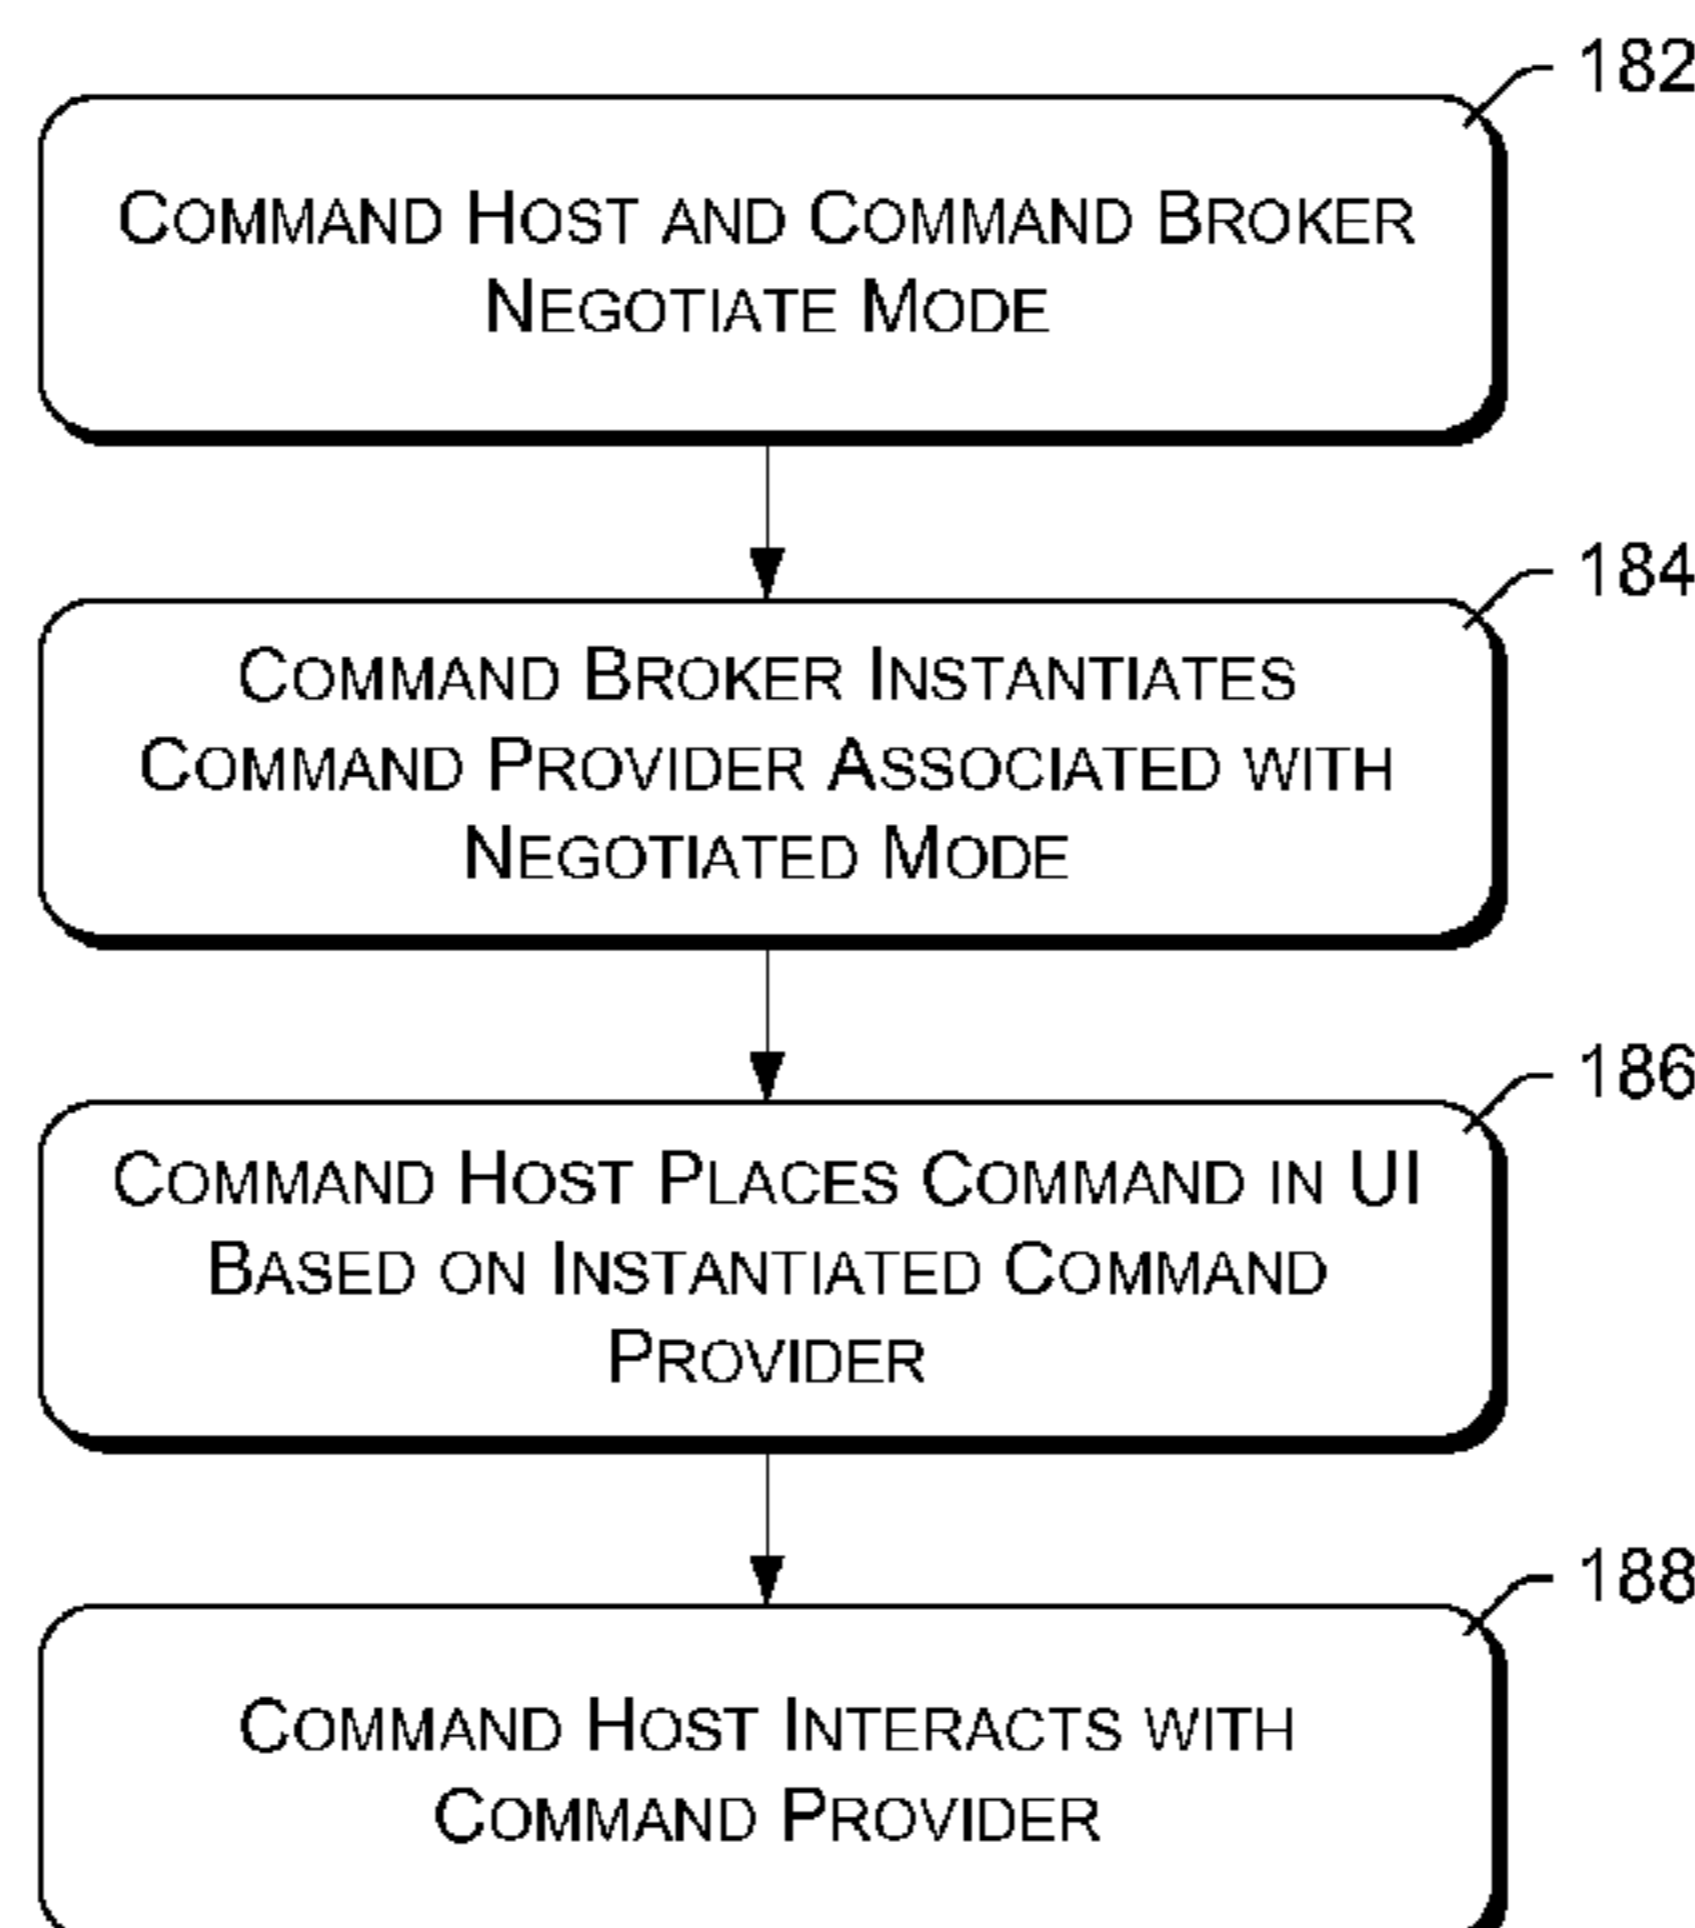 182
COMMAND HOST AND COMMAND BROKER
NEGOTIATE MODE
184
COMMAND BROKER INSTANTIATES
COMMAND PROVIDER ASSOCIATED WITH
NEGOTIATED MODE
186
COMMAND HOST PLACES COMMAND IN UI
BASED ON INSTANTIATED COMMAND
PROVIDER
188
COMMAND HOST INTERACTS WITH
COMMAND PROVIDER